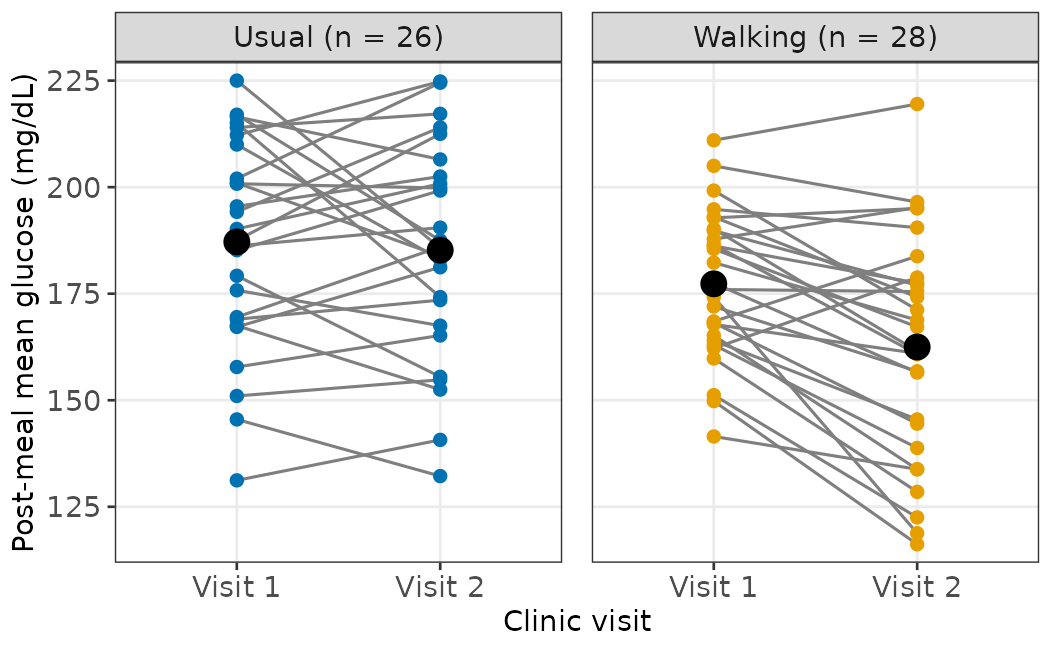 Usual (n = 26)
Walking (n = 28)
Post-meal mean glucose (mg/dL)
225
200
175
150
125
Visit 1
Visit 2
Visit 1
Visit 2
Clinic visit